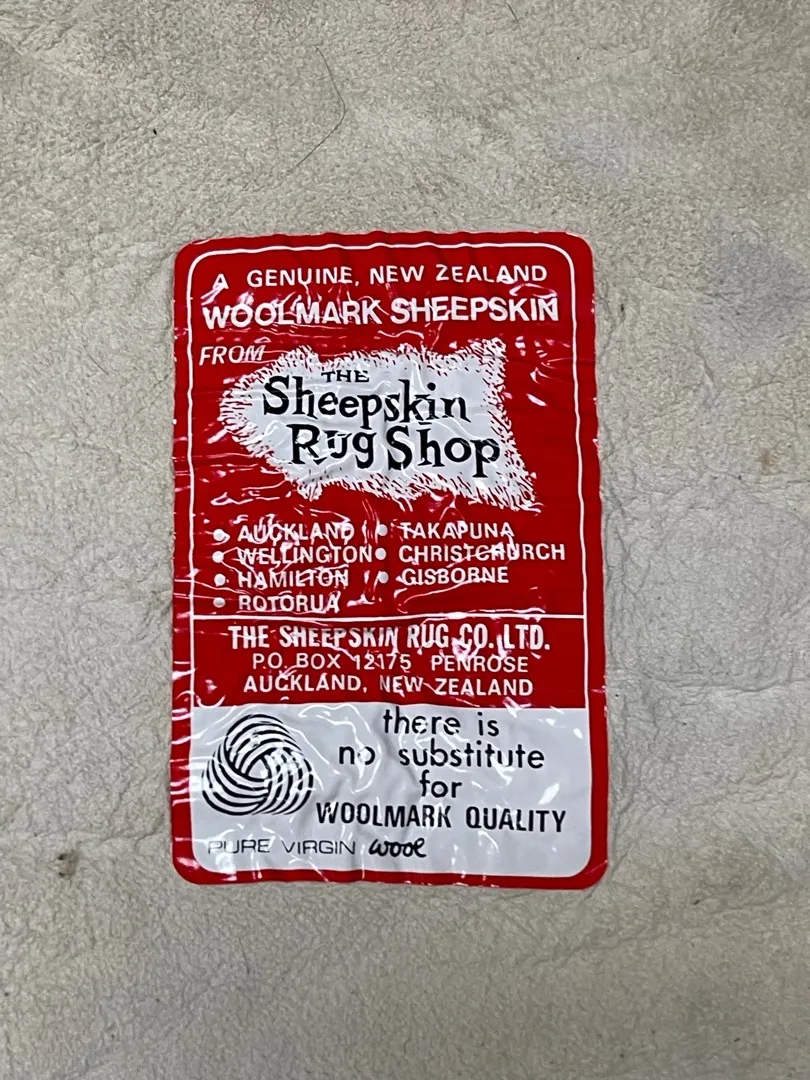 A GENUINE, NEW ZEALAND
WOOLMARK SHEEPSKIN
FROM
THE
Sheepskin
Rug Shop
• AUCKLAND • TAKAPUNA
• WELLINGTON • CHRISTCHURCH
• HAMILTON • GISBORNE
• ROTORUA
THE SHEEPSKIN RUG CO. LTD.
P.O. BOX 12175 PENROSE
AUCKLAND, NEW ZEALAND
there is
no substitute
for
WOOLMARK QUALITY
PURE VIRGIN wool